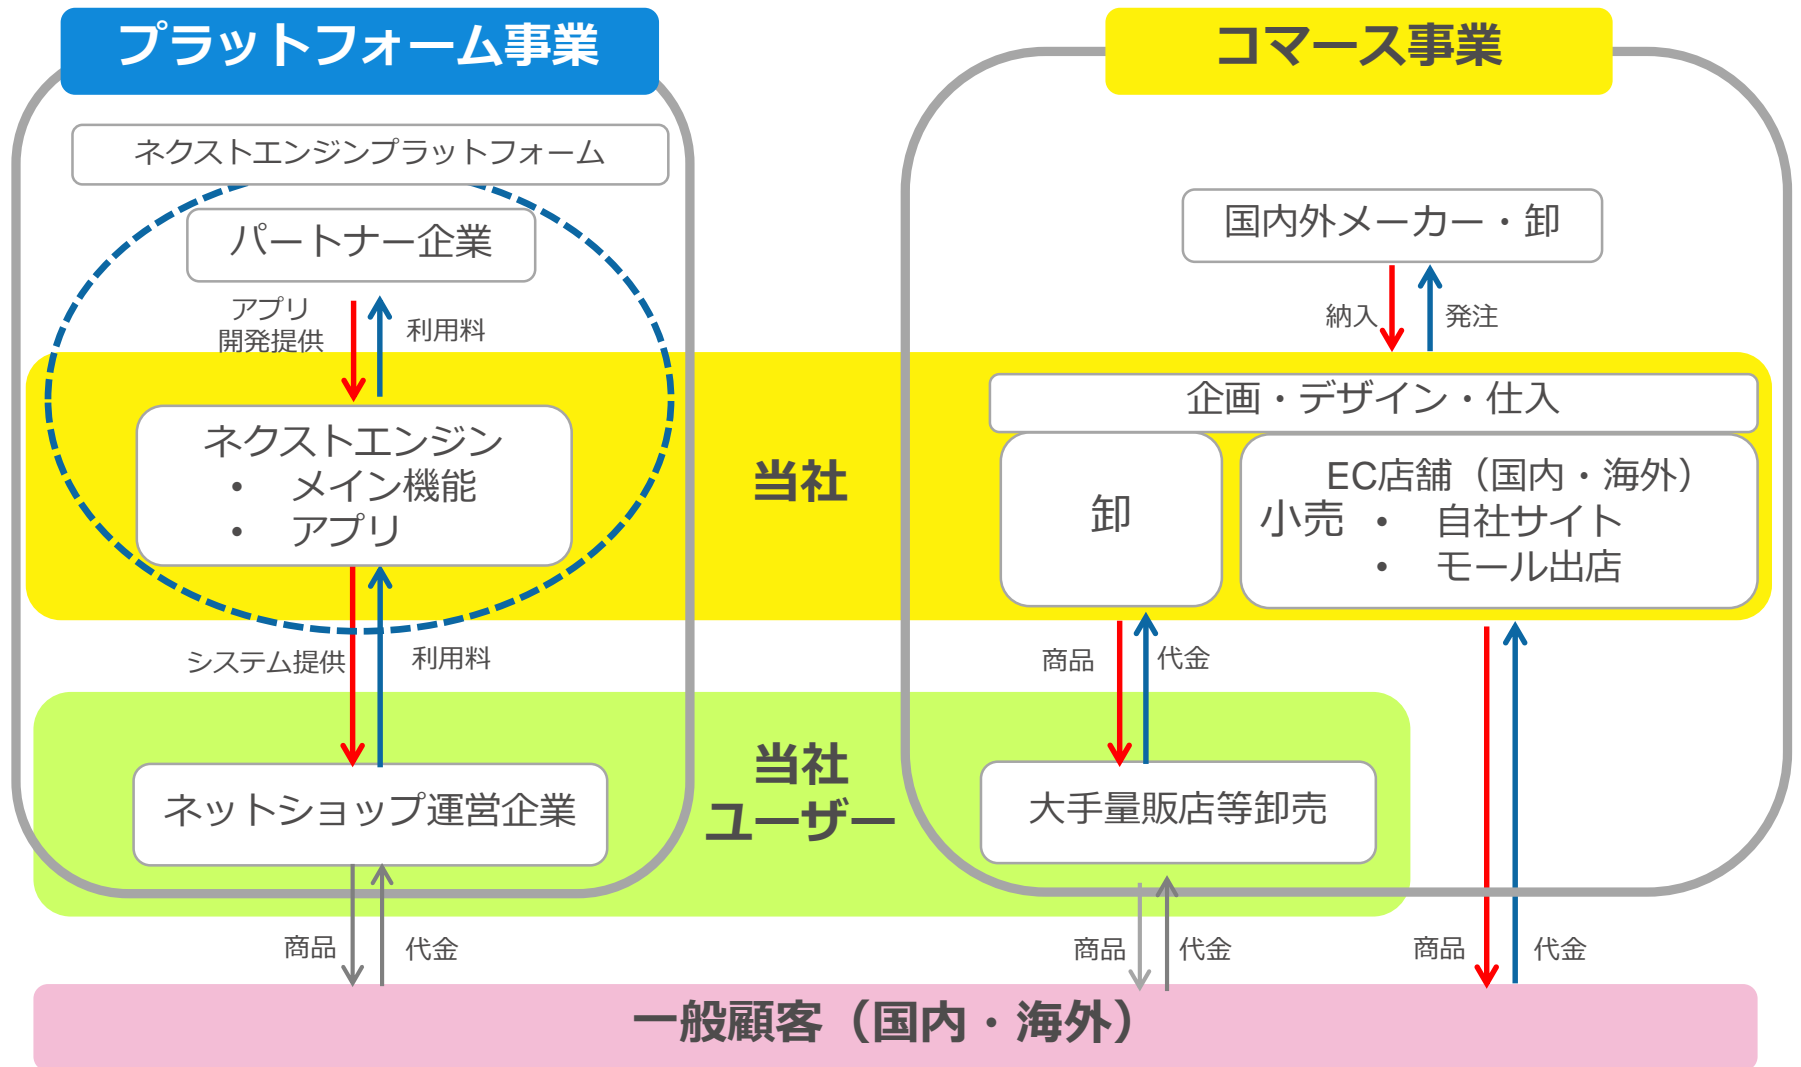 プラットフォーム事業
コマース事業
ネクストエンジンプラットフォーム
パートナー企業
国内外メーカー・卸
アプリ
開発提供
利用料
納入
発注
企画・デザイン・仕入
ネクストエンジン
• メイン機能
• アプリ
当社
卸
小売
EC店舗（国内・海外）
• 自社サイト
• モール出店
システム提供
利用料
商品
代金
当社
ユーザー
ネットショップ運営企業
大手量販店等卸売
商品
代金
商品
代金
商品
代金
一般顧客（国内・海外）